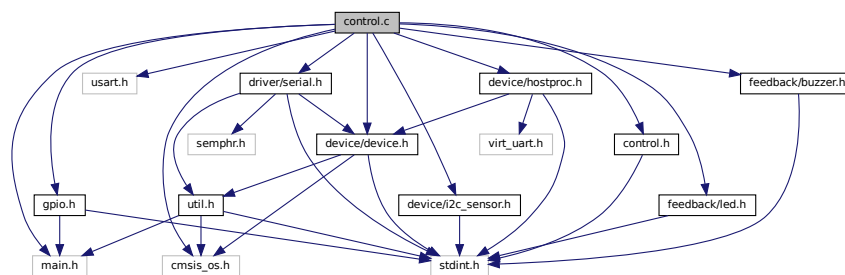 control.c
usart.h
driver/serial.h
device/hostproc.h
feedback/buzzer.h
semphr.h
device/device.h
virt_uart.h
control.h
gpio.h
util.h
device/i2c_sensor.h
feedback/led.h
main.h
cmsis_os.h
stdint.h